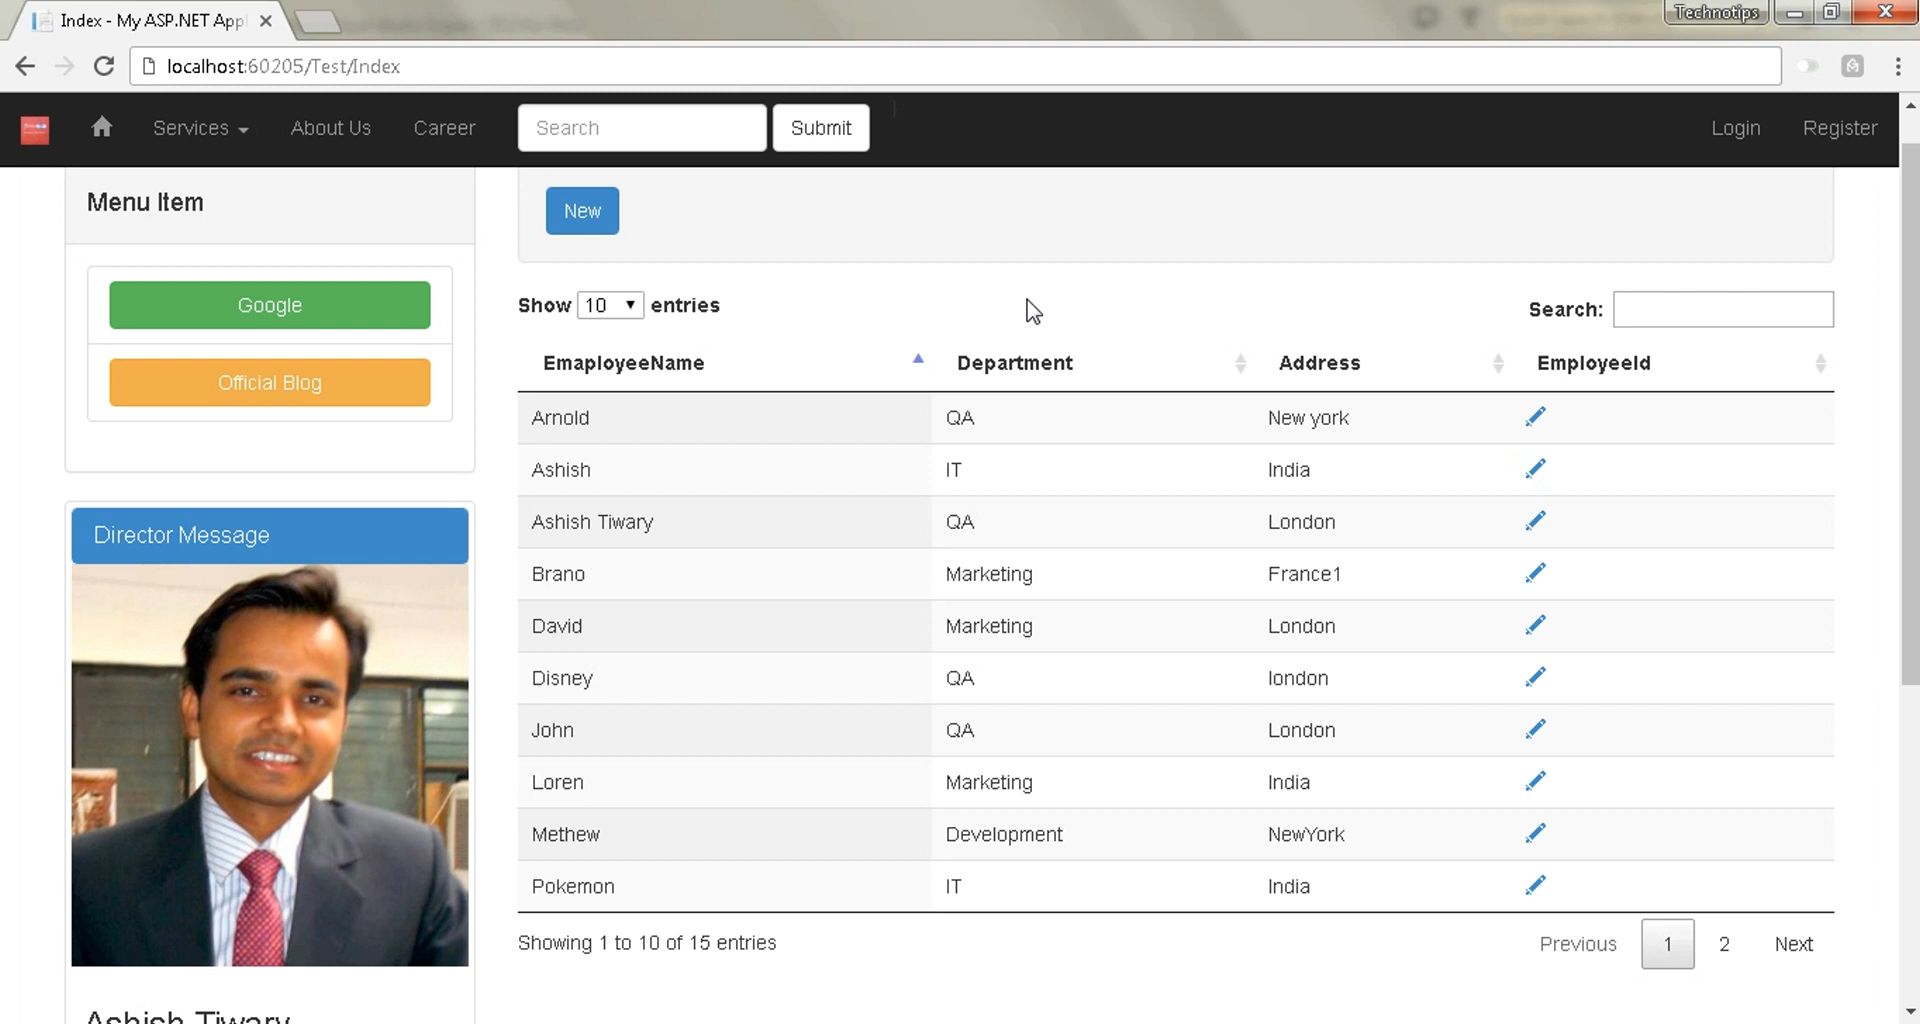 Index - My ASP.NET Appl
Technotips
localhost:60205/Test/Index
Services
About Us
Career
Search
Submit
Login
Register
Menu Item
New
Google
Official Blog
Show 10 entries
Search:
EmaployeeName Department Address EmployeeId
Arnold QA New york
Ashish IT India
Ashish Tiwary QA London
Brano Marketing France1
David Marketing London
Disney QA london
John QA London
Loren Marketing India
Methew Development NewYork
Pokemon IT India
Showing 1 to 10 of 15 entries
Previous 1 2 Next
Director Message
Ashish Tiwary